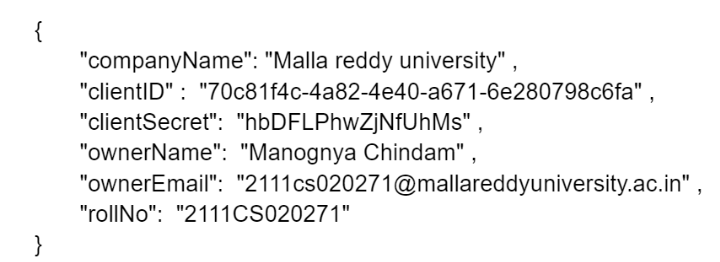 {
"companyName": "Malla reddy university" ,
"clientID" :  "70c81f4c-4a82-4e40-a671-6e280798c6fa" ,
"clientSecret":  "hbDFLPhwZjNfUhMs" ,
"ownerName":  "Manognya Chindam" ,
"ownerEmail":  "2111cs020271@mallareddyuniversity.ac.in" ,
"rollNo":  "2111CS020271"
}